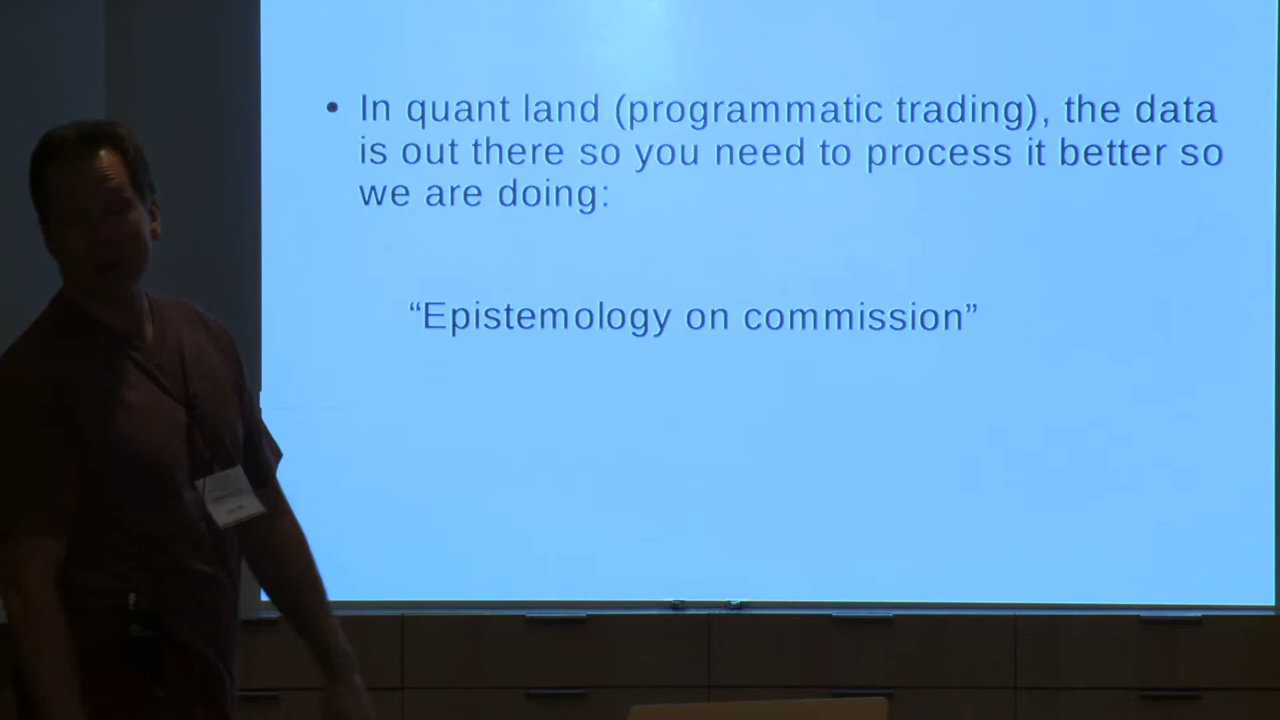 • In quant land (programmatic trading), the data
is out there so you need to process it better so
we are doing:
“Epistemology on commission”